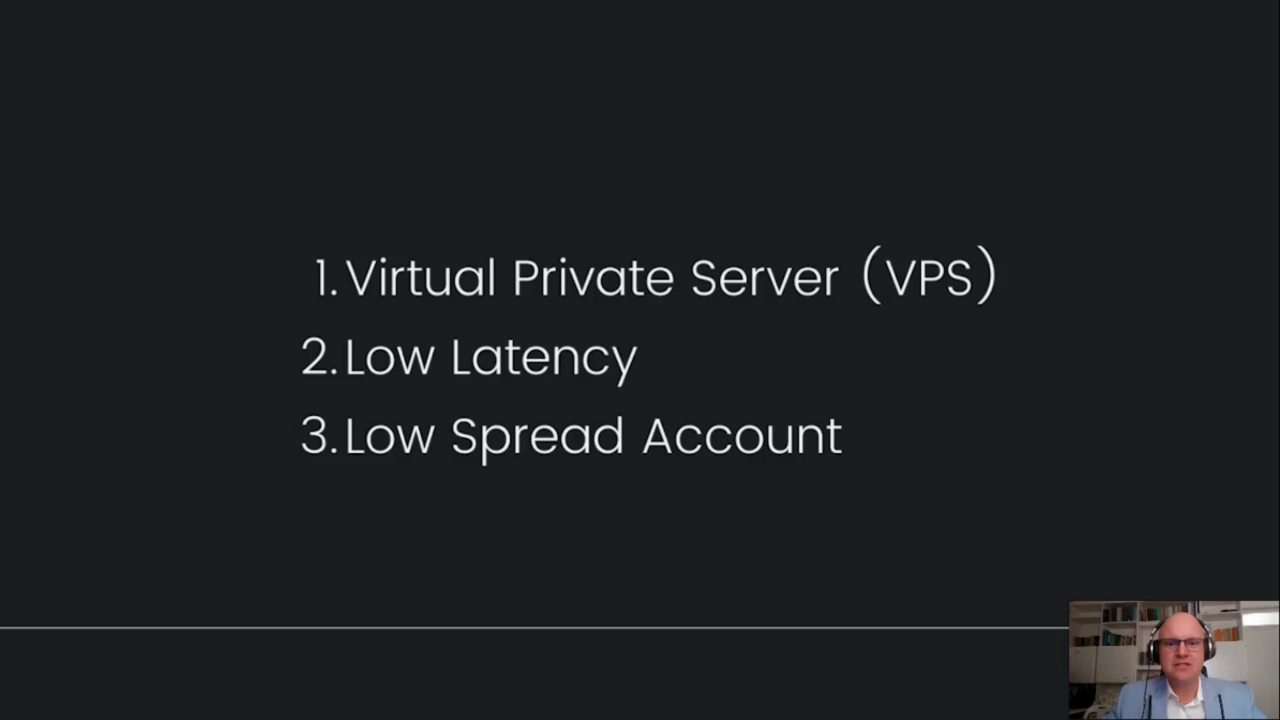 1. Virtual Private Server (VPS)
2. Low Latency
3. Low Spread Account